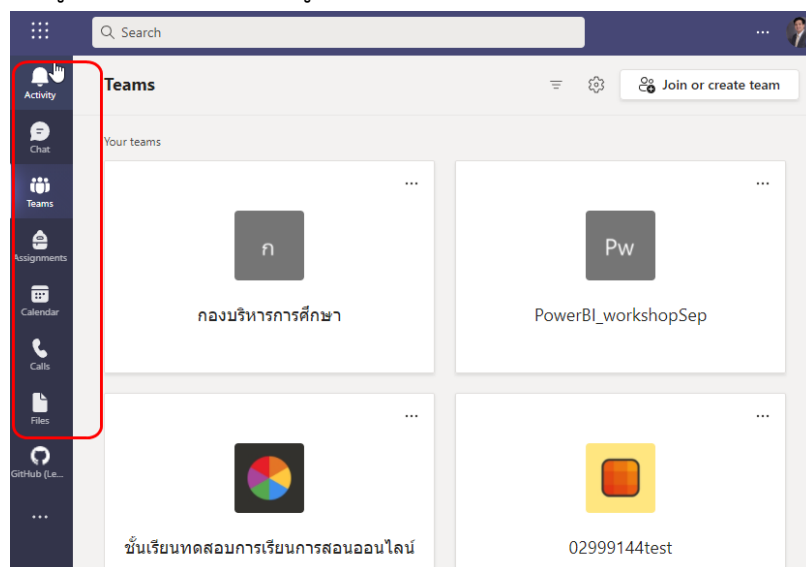 Search
Activity
Chat
Teams
Assignments
Calendar
Calls
Files
GitHub (Le...
Teams
Join or create team
Your teams
ก
กองบริหารการศึกษา
Pw
PowerBI_workshopSep
ชั้นเรียนทดสอบการเรียนการสอนออนไลน์
02999144test